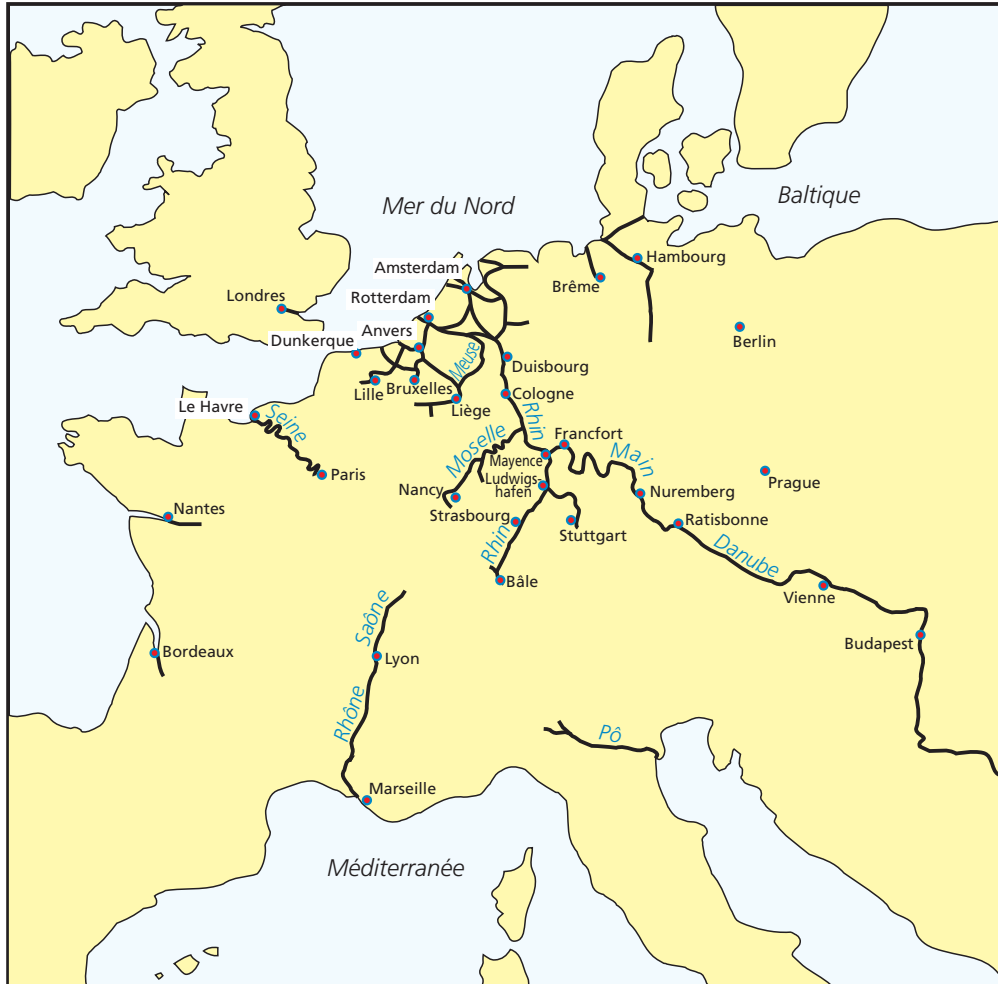 Mer du Nord
Baltique
Amsterdam
Hambourg
Brême
Londres
Rotterdam
Berlin
Dunkerque
Anvers
Meuse
Duisbourg
Lille
Bruxelles
Cologne
Liège
Le Havre
Seine
Rhin
Francfort
Moselle
Mayence
Main
Paris
Ludwigs-
hafen
Prague
Nancy
Nuremberg
Nantes
Strasbourg
Ratisbonne
Stuttgart
Rhin
Danube
Bâle
Vienne
Saône
Budapest
Bordeaux
Lyon
Rhône
Pô
Marseille
Méditerranée